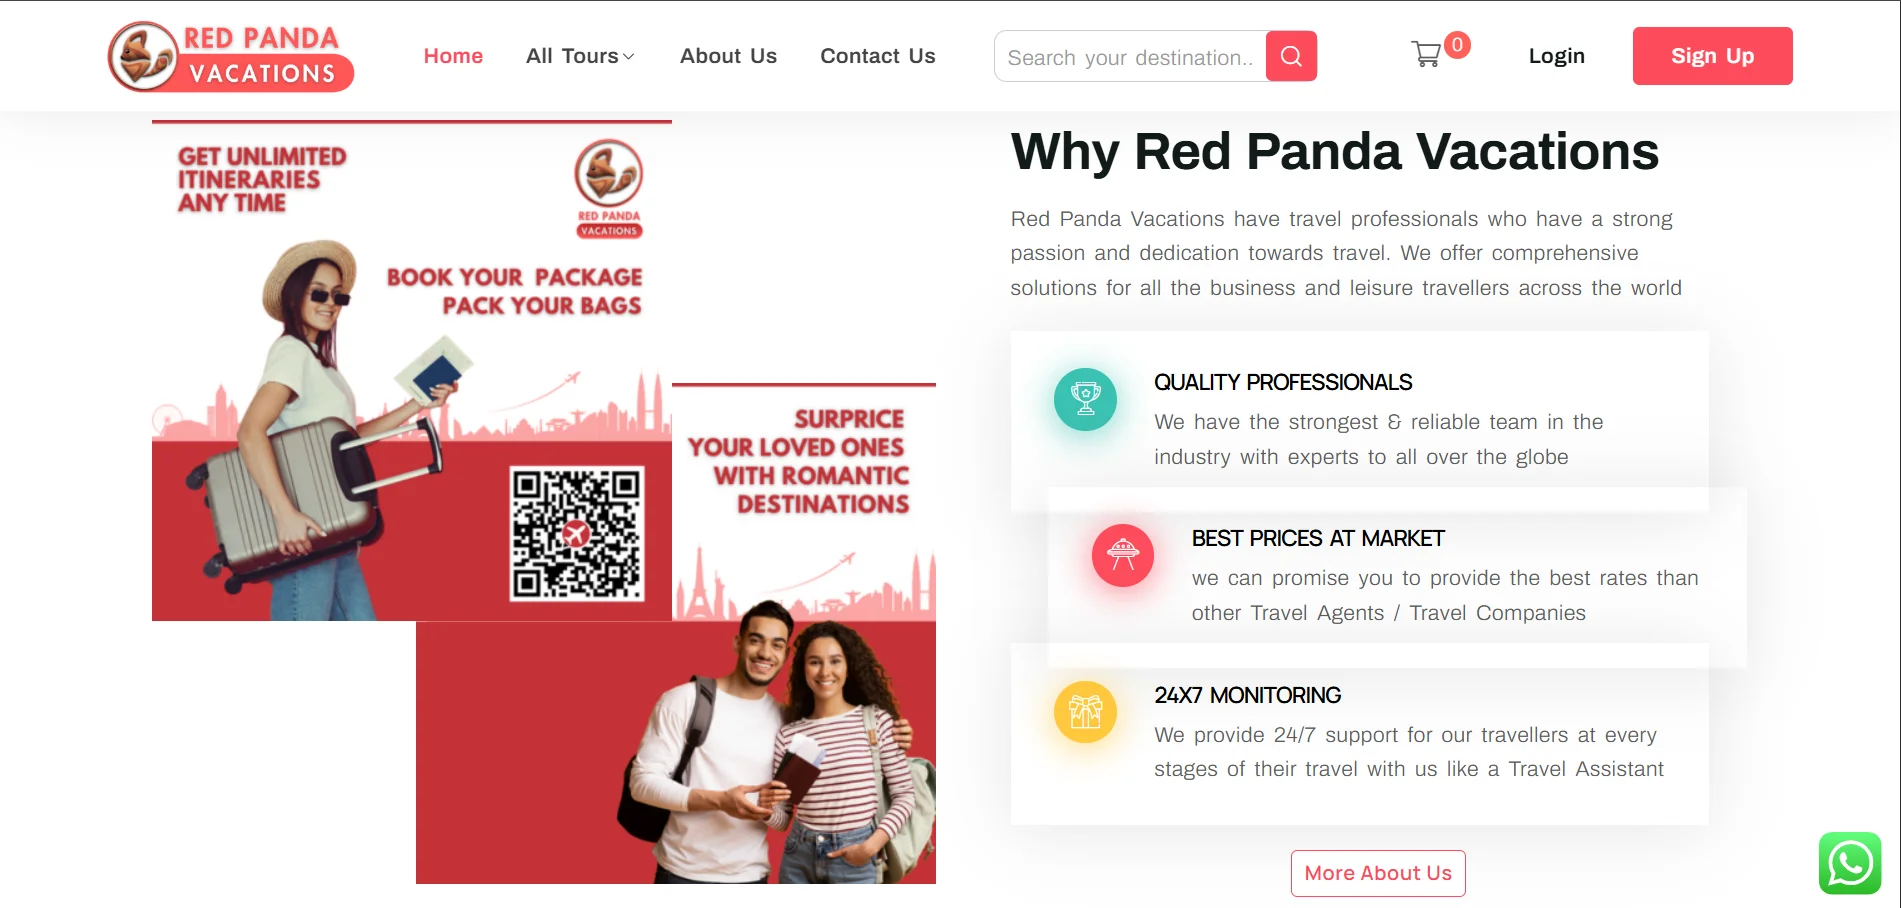 RED PANDA
VACATIONS
Home
All Tours
About Us
Contact Us
Search your destination..
0
Login
Sign Up
GET UNLIMITED
ITINERARIES
ANY TIME
RED PANDA
VACATIONS
BOOK YOUR PACKAGE
PACK YOUR BAGS
SURPRICE
YOUR LOVED ONES
WITH ROMANTIC
DESTINATIONS
Why Red Panda Vacations
Red Panda Vacations have travel professionals who have a strong
passion and dedication towards travel. We offer comprehensive
solutions for all the business and leisure travellers across the world
QUALITY PROFESSIONALS
We have the strongest & reliable team in the
industry with experts to all over the globe
BEST PRICES AT MARKET
we can promise you to provide the best rates than
other Travel Agents / Travel Companies
24X7 MONITORING
We provide 24/7 support for our travellers at every
stages of their travel with us like a Travel Assistant
More About Us